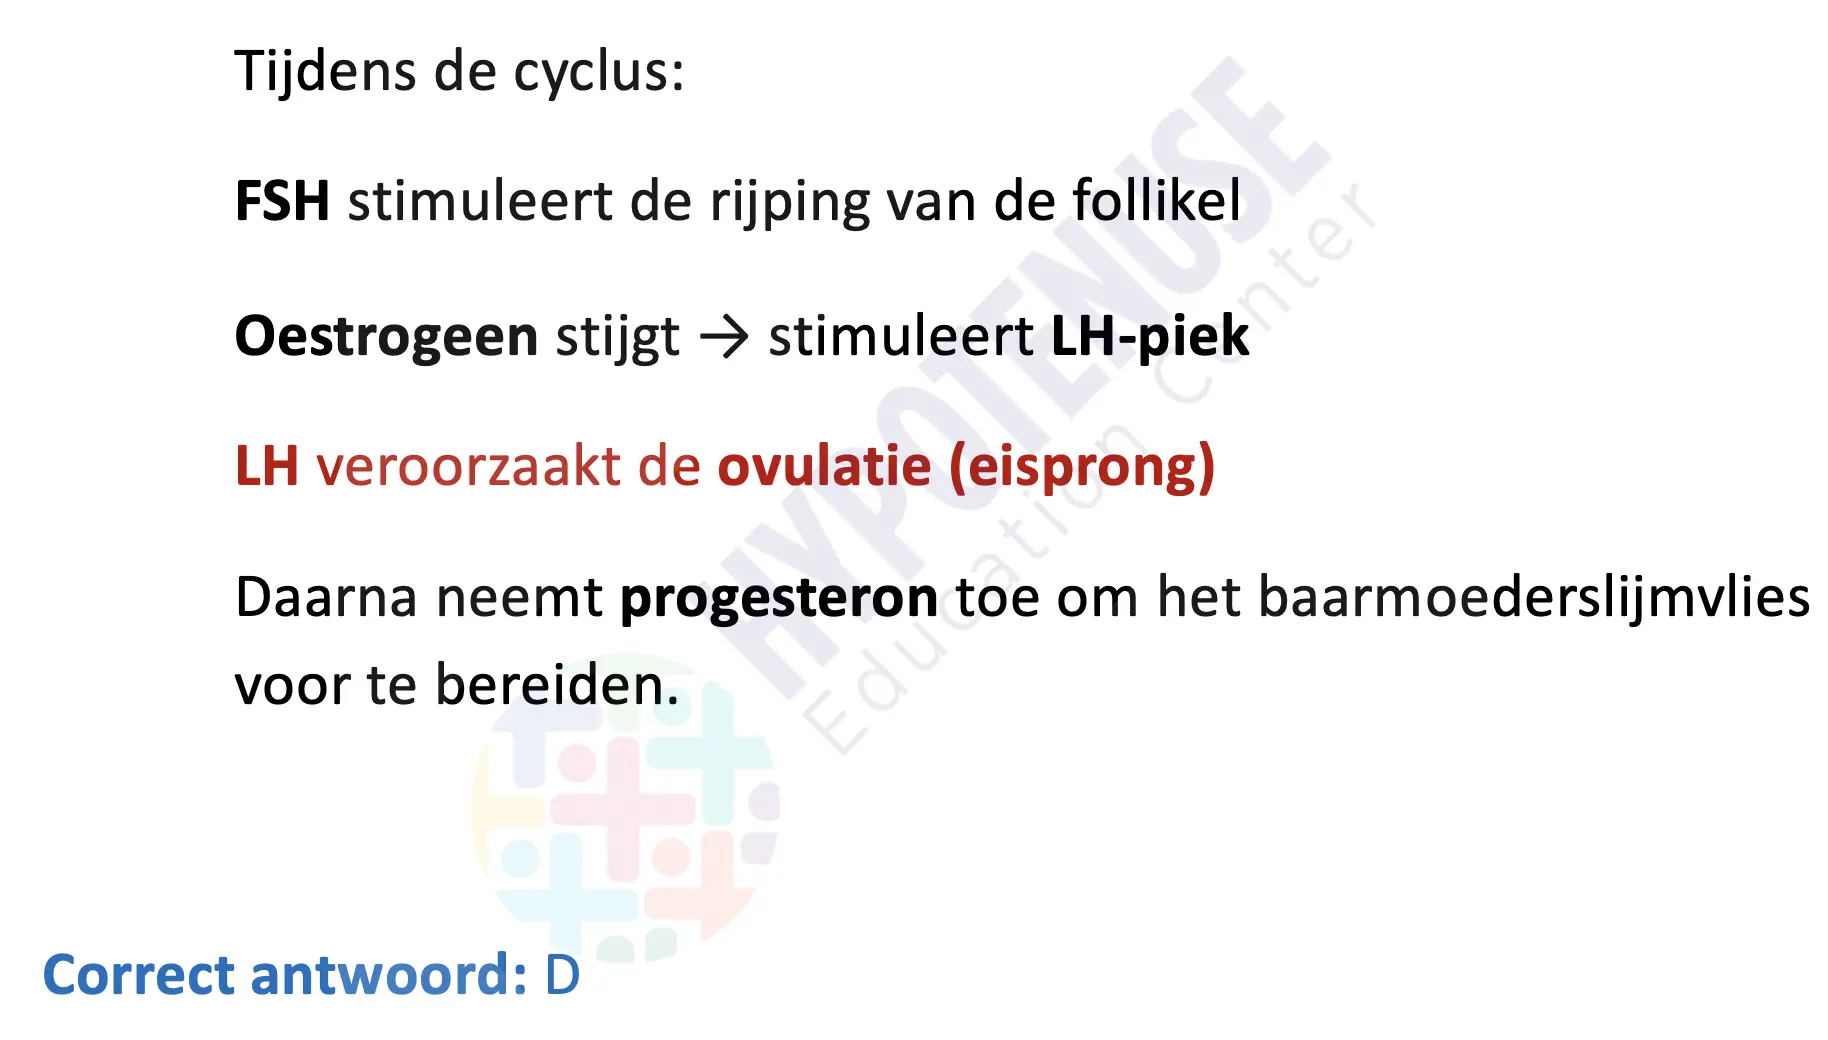 Tijdens de cyclus:
FSH stimuleert de rijping van de follikel
Oestrogeen stijgt → stimuleert LH-piek
LH veroorzaakt de ovulatie (eisprong)
Daarna neemt progesteron toe om het baarmoederslijmvlies
voor te bereiden.
Correct antwoord: D
HYPOTENUSE
Education Center